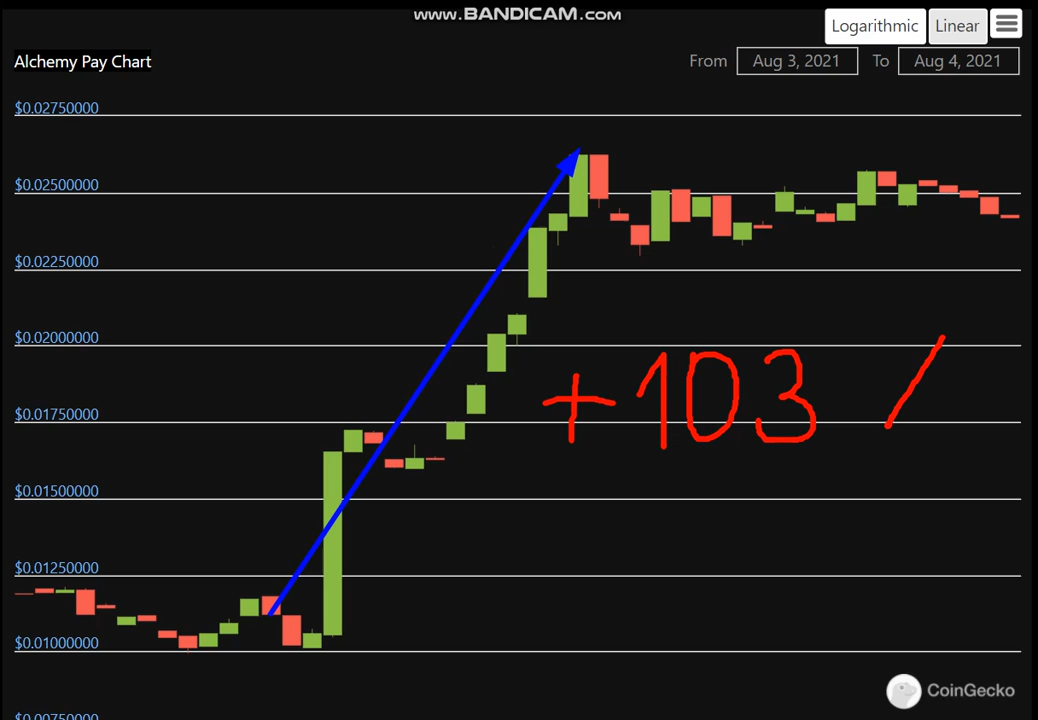 www.BANDICAM.com
Logarithmic Linear
Alchemy Pay Chart
From Aug 3, 2021 To Aug 4, 2021
$0.02750000
$0.02500000
$0.02250000
$0.02000000
+103 /
$0.01750000
$0.01500000
$0.01250000
$0.01000000
CoinGecko
$0.00750000